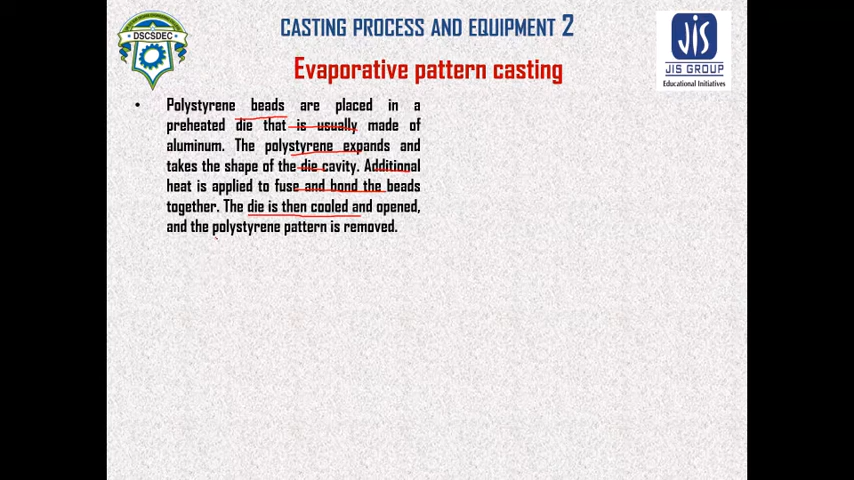 CASTING PROCESS AND EQUIPMENT 2
Evaporative pattern casting
DSCSDEC
JIS
JIS GROUP
Educational Initiatives
• Polystyrene beads are placed in a
preheated die that is usually made of
aluminum. The polystyrene expands and
takes the shape of the die cavity. Additional
heat is applied to fuse and bond the beads
together. The die is then cooled and opened,
and the polystyrene pattern is removed.